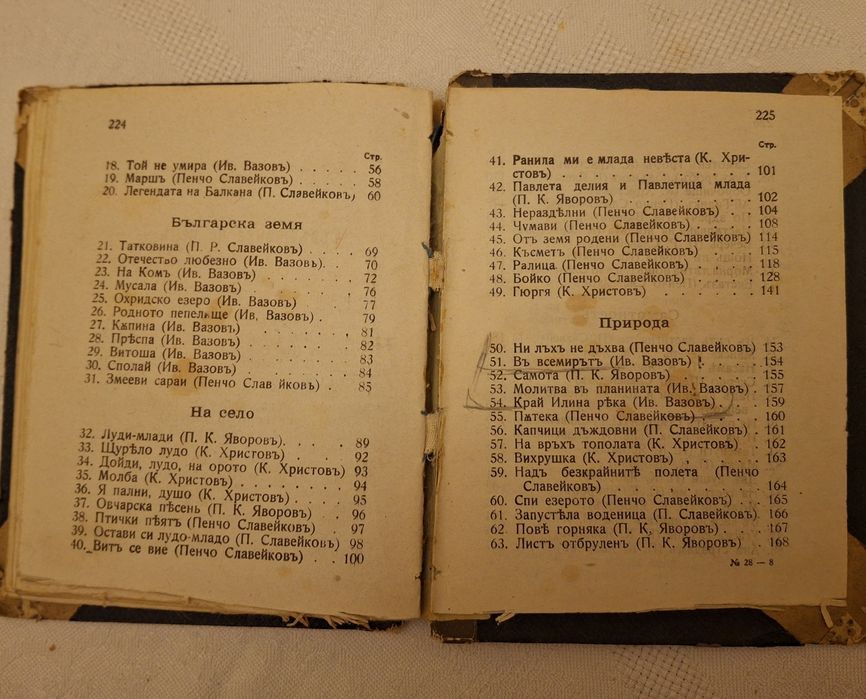 224
Стр.
18. Той не умира (Ив. Вазовъ) . . . . . 56
19. Маршъ (Пенчо Славейковъ) . . . . 58
20. Легендата на Балкана (П. Славейковъ) 60
Българска земя
21. Татковина (П. Р. Славейковъ) . . . . 69
22. Отечество любезно (Ив. Вазовъ). . . 70
23. На Комъ (Ив. Вазовъ) . . . . . . . 72
24. Мусала (Ив. Вазовъ) . . . . . . . 76
25. Охридско езеро (Ив. Вазовъ) . . . . 77
26. Родното пепелище (Ив. Вазовъ) . . . 79
27. Кѫпина (Ив. Вазовъ) . . . . . . . 81
28. Прѣспа (Ив. Вазовъ) . . . . . . . 82
29. Витоша (Ив. Вазовъ) . . . . . . . 83
30. Сполай (Ив. Вазовъ) . . . . . . . 84
31. Змееви сараи (Пенчо Слав йковъ) . . 85
На село
32. Луди-млади (П. К. Яворовъ). . . . . 89
33. Щурѣло лудо (К. Христовъ) . . . . 92
34. Дойди, лудо, на орото (К. Христовъ) 93
35. Молба (К. Христовъ) . . . . . . . . 94
36. Я пални, душо (К. Христовъ) . . . . 95
37. Овчарска пѣсень (П. К. Яворовъ) . . 96
38. Птички пѣятъ (Пенчо Славейковъ) . . 97
39. Остави си лудо-младо (П. Славейковъ) 98
40. Витъ се вие (Пенчо Славейковъ) . . . 100
225
Стр.
41. Ранила ми е млада невѣста (К. Хри-
стовъ) . . . . . . . . . . . . 101
42. Павлета делия и Павлетица млада
(П. К. Яворовъ) . . . . . . . . 102
43. Нераздѣлни (Пенчо Славейковъ) . . 104
44. Чумави (Пенчо Славейковъ) . . . . 108
45. Отъ земя родени (Пенчо Славейковъ) 114
46. Късметъ (Пенчо Славейковъ) . . . 115
47. Ралица (Пенчо Славейковъ) . . . . 118
48. Бойко (Пенчо Славейковъ) . . . . 128
49. Гюргя (К. Христовъ) . . . . . . 141
Природа
50. Ни лъхъ не дъхва (Пенчо Славейковъ) 153
51. Въ всемирътъ (Ив. Вазовъ) . . . . 154
52. Самота (П. К. Яворовъ) . . . . . . 155
53. Молитва въ планината (Ив. Вазовъ) . 157
54. Край Илина рѣка (Ив. Вазовъ) . . . 159
55. Пѫтека (Пенчо Славейковъ) . . . . 160
56. Капчици дъждовни (П. Славейковъ) . 161
57. На връхъ тополата (К. Христовъ) . 162
58. Вихрушка (К. Христовъ) . . . . . 163
59. Надъ безкрайнитѣ полета (Пенчо
Славейковъ) . . . . . . . . . 164
60. Спи езерото (Пенчо Славейковъ) . . . 165
61. Запустѣла воденица (П. Славейковъ). 166
62. Повѣ горняка (П. К. Яворовъ) . . . 167
63. Листъ отбруленъ (П. К. Яворовъ) . . 168
№ 28 — 8